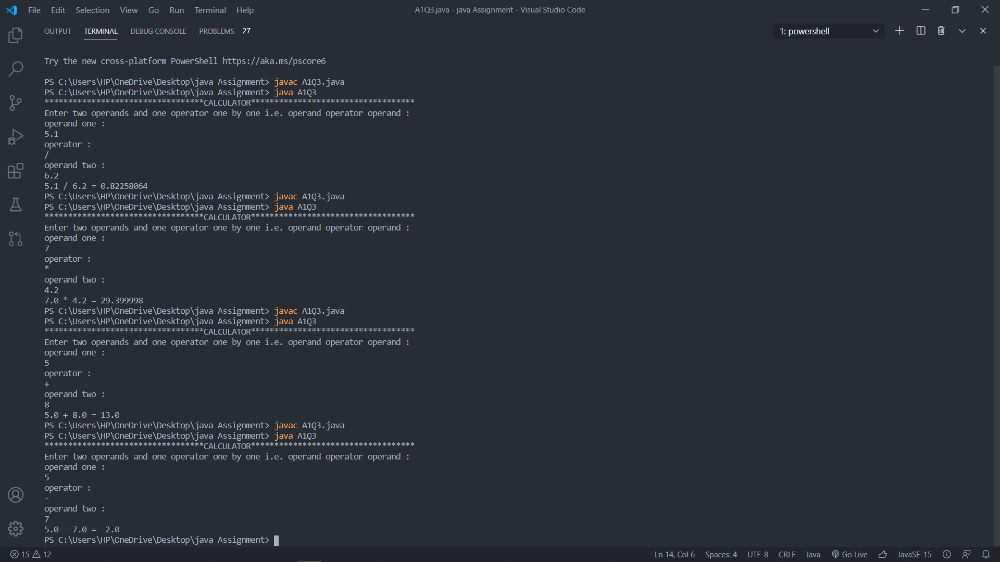 File Edit Selection View Go Run Terminal Help
A1Q3.java - java Assignment - Visual Studio Code
OUTPUT TERMINAL DEBUG CONSOLE PROBLEMS 27
1: powershell
Try the new cross-platform PowerShell https://aka.ms/pscore6
PS C:\Users\HP\OneDrive\Desktop\java Assignment> javac A1Q3.java
PS C:\Users\HP\OneDrive\Desktop\java Assignment> java A1Q3
**********************************CALCULATOR***********************************
Enter two operands and one operator one by one i.e. operand operator operand :
operand one :
5.1
operator :
/
operand two :
6.2
5.1 / 6.2 = 0.82258064
PS C:\Users\HP\OneDrive\Desktop\java Assignment> javac A1Q3.java
PS C:\Users\HP\OneDrive\Desktop\java Assignment> java A1Q3
**********************************CALCULATOR***********************************
Enter two operands and one operator one by one i.e. operand operator operand :
operand one :
7
operator :
*
operand two :
4.2
7.0 * 4.2 = 29.399998
PS C:\Users\HP\OneDrive\Desktop\java Assignment> javac A1Q3.java
PS C:\Users\HP\OneDrive\Desktop\java Assignment> java A1Q3
**********************************CALCULATOR***********************************
Enter two operands and one operator one by one i.e. operand operator operand :
operand one :
5
operator :
+
operand two :
8
5.0 + 8.0 = 13.0
PS C:\Users\HP\OneDrive\Desktop\java Assignment> javac A1Q3.java
PS C:\Users\HP\OneDrive\Desktop\java Assignment> java A1Q3
**********************************CALCULATOR***********************************
Enter two operands and one operator one by one i.e. operand operator operand :
operand one :
5
operator :
-
operand two :
7
5.0 - 7.0 = -2.0
PS C:\Users\HP\OneDrive\Desktop\java Assignment>
15 12
Ln 14, Col 6 Spaces: 4 UTF-8 CRLF Java Go Live JavaSE-15